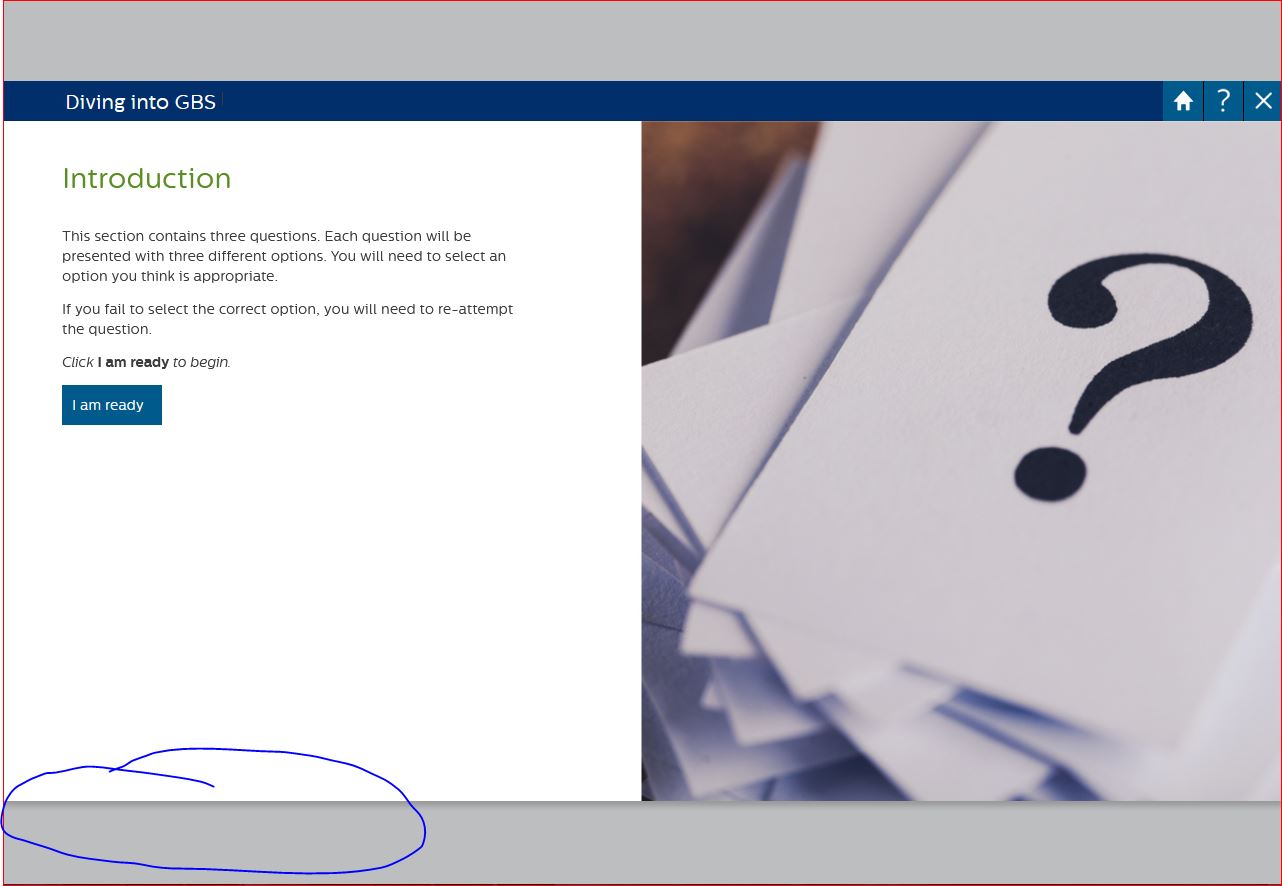 Diving into GBS
?
Introduction
This section contains three questions. Each question will be
presented with three different options. You will need to select an
option you think is appropriate.
If you fail to select the correct option, you will need to re-attempt
the question.
Click I am ready to begin.
I am ready
?